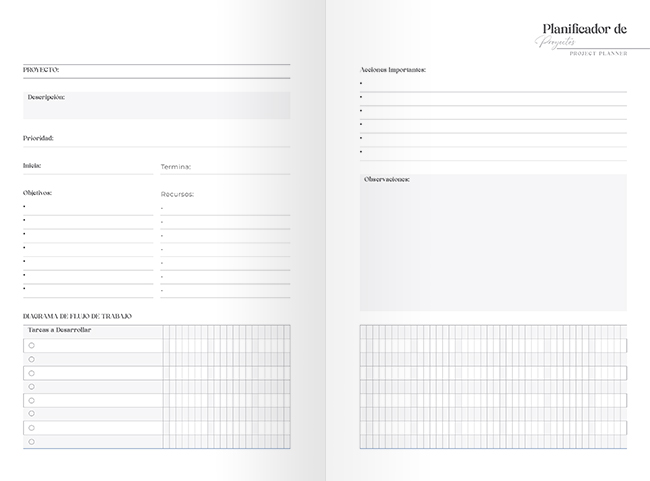 PROYECTO:
Descripción:
Prioridad:
Inicia:
Termina:
Objetivos:
Recursos:
DIAGRAMA DE FLUJO DE TRABAJO
Tareas a Desarrollar
Planificador de
Proyectos
PROJECT PLANNER
Acciones Importantes:
Observaciones: